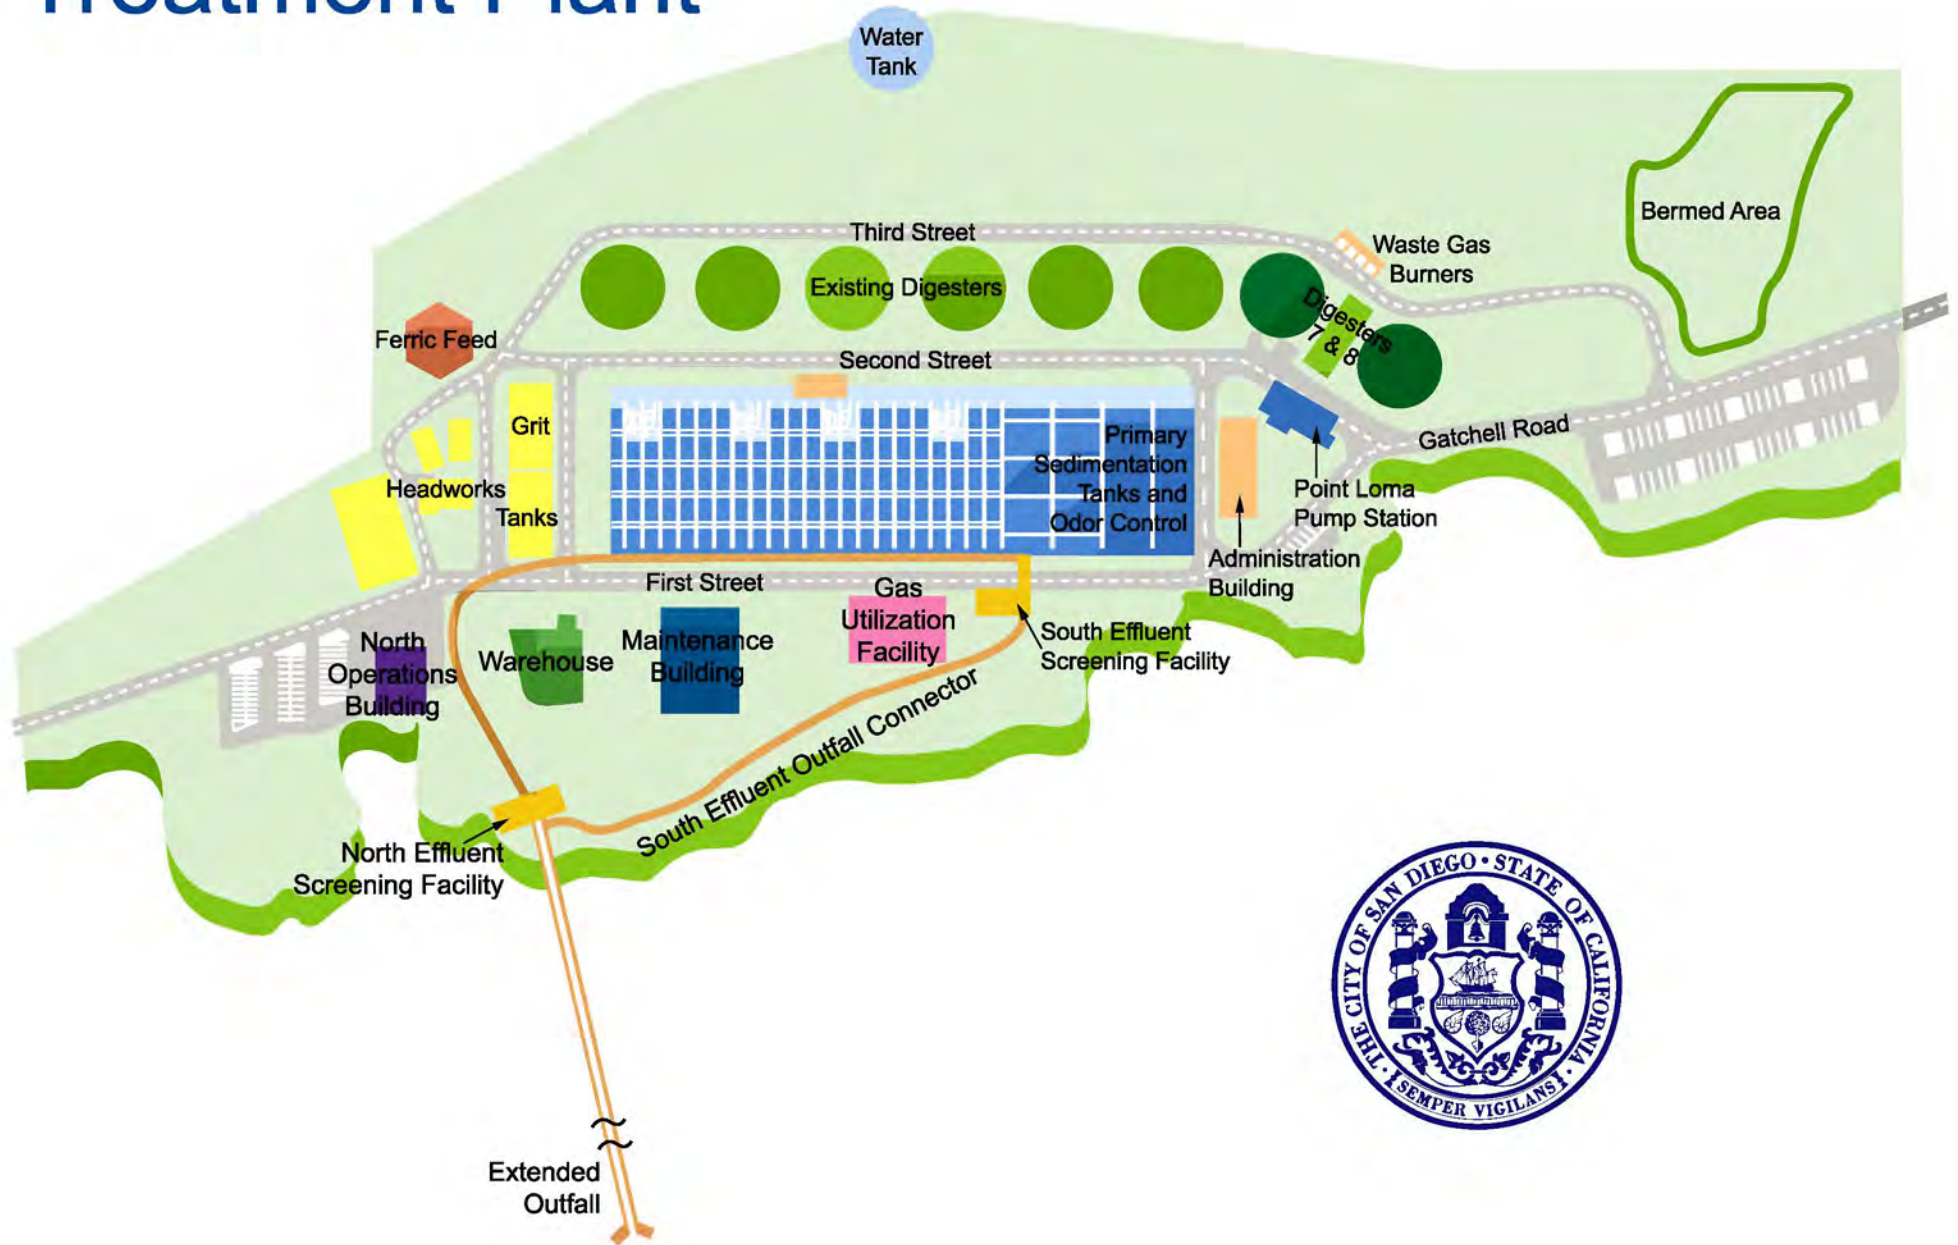 Treatment Plant
Water
Tank
Bermed Area
Third Street
Waste Gas
Burners
Existing Digesters
Digesters
7 & 8
Ferric Feed
Second Street
Grit
Tanks
Headworks
Primary
Sedimentation
Tanks and
Odor Control
Gatchell Road
Point Loma
Pump Station
Administration
Building
First Street
Gas
Utilization
Facility
North
Operations
Building
Warehouse
Maintenance
Building
South Effluent
Screening Facility
South Effluent Outfall Connector
North Effluent
Screening Facility
Extended
Outfall
THE CITY OF SAN DIEGO • STATE OF CALIFORNIA
SEMPER VIGILANS